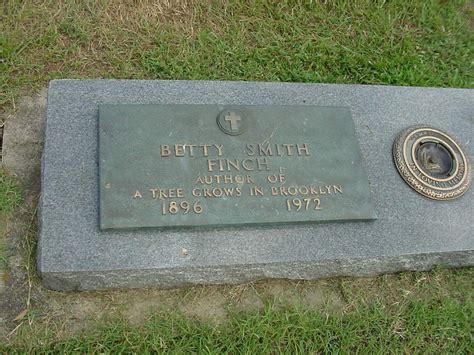 BETTY SMITH
FINCH
AUTHOR OF
A TREE GROWS IN BROOKLYN
1896 1972